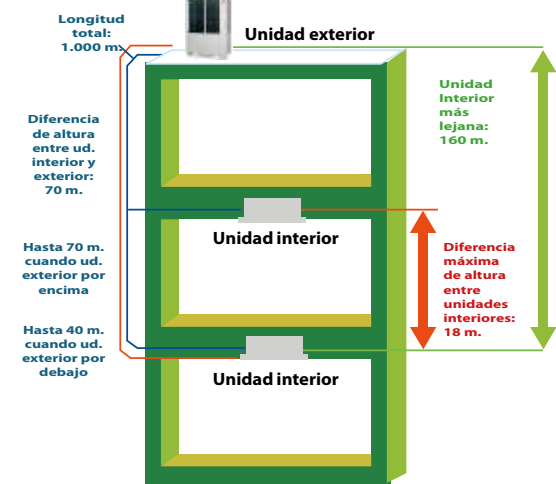 Longitud
total:
1.000 m.
Unidad exterior
Diferencia
de altura
entre ud.
interior y
exterior:
70 m.
Hasta 70 m.
cuando ud.
exterior por
encima
Hasta 40 m.
cuando ud.
exterior por
debajo
Unidad interior
Unidad interior
Unidad
Interior
más
lejana:
160 m.
Diferencia
máxima
de altura
entre
unidades
interiores:
18 m.